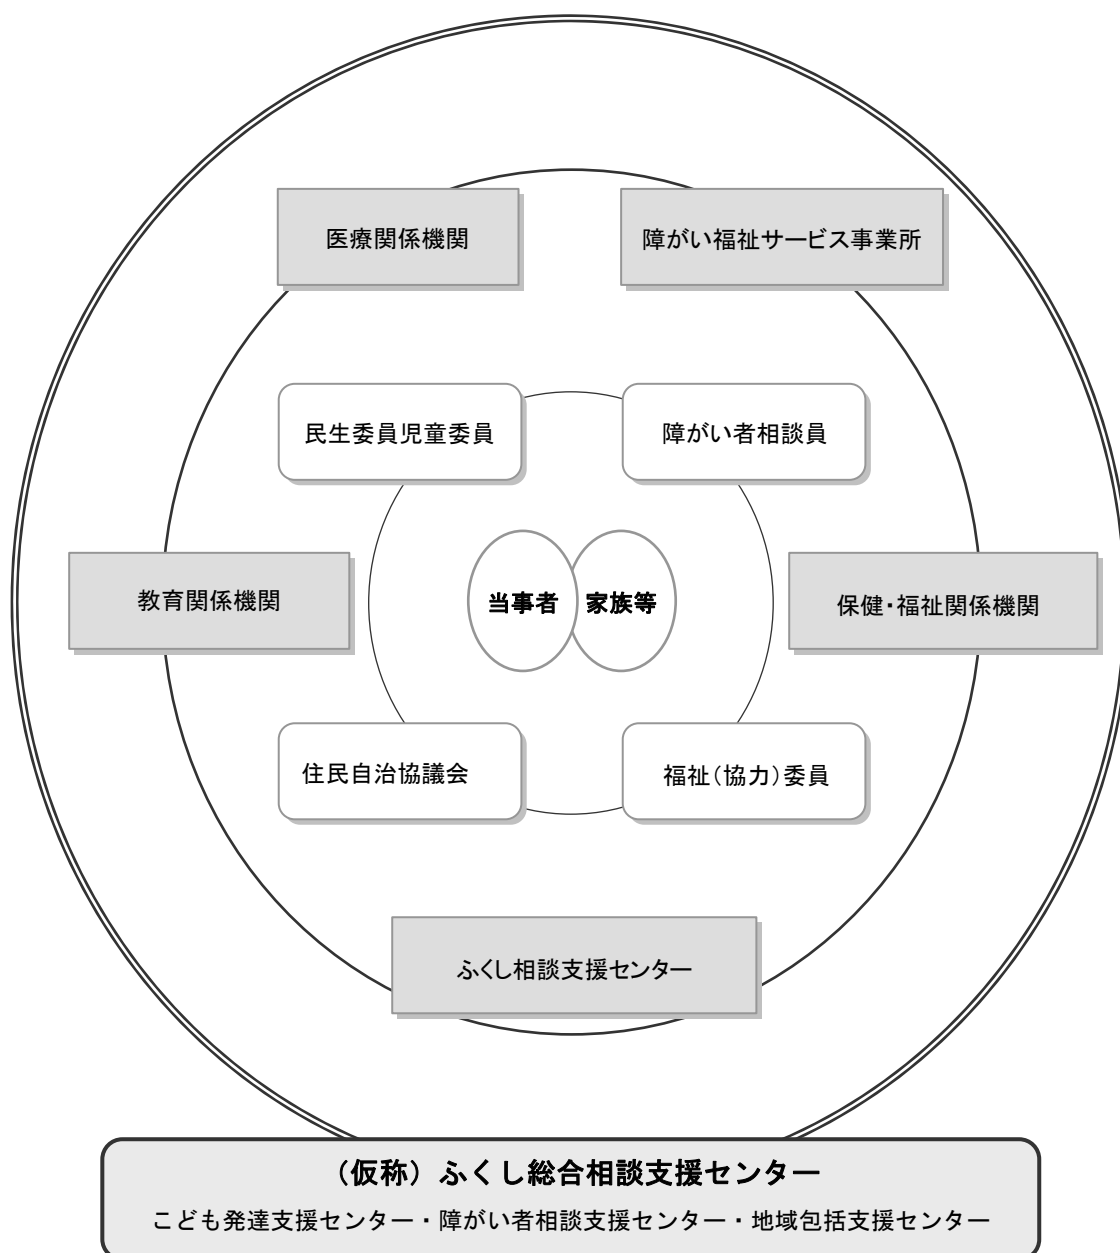 医療関係機関
障がい福祉サービス事業所
民生委員児童委員
障がい者相談員
教育関係機関
当事者
家族等
保健・福祉関係機関
住民自治協議会
福祉（協力）委員
ふくし相談支援センター
（仮称）ふくし総合相談支援センター
こども発達支援センター・障がい者相談支援センター・地域包括支援センター